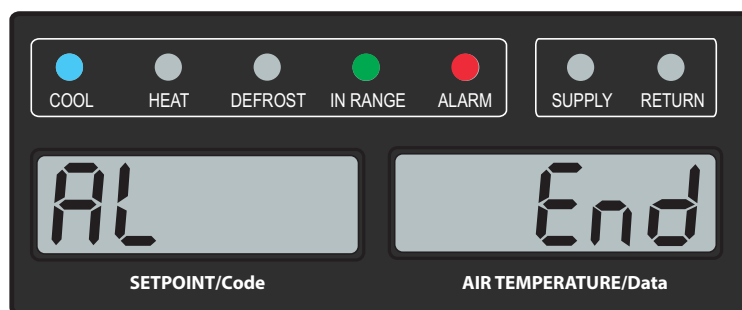 COOL HEAT DEFROST IN RANGE ALARM SUPPLY RETURN
AL End
SETPOINT/Code AIR TEMPERATURE/Data